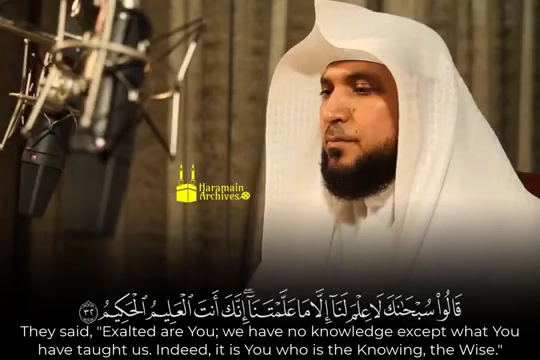 Haramain
Archives
قَالُوا۟ سُبْحَـٰنَكَ لَا عِلْمَ لَنَآ إِلَّا مَا عَلَّمْتَنَآ ۖ إِنَّكَ أَنتَ ٱلْعَلِيمُ ٱلْحَكِيمُ ٣٢
They said, "Exalted are You; we have no knowledge except what You
have taught us. Indeed, it is You who is the Knowing, the Wise."